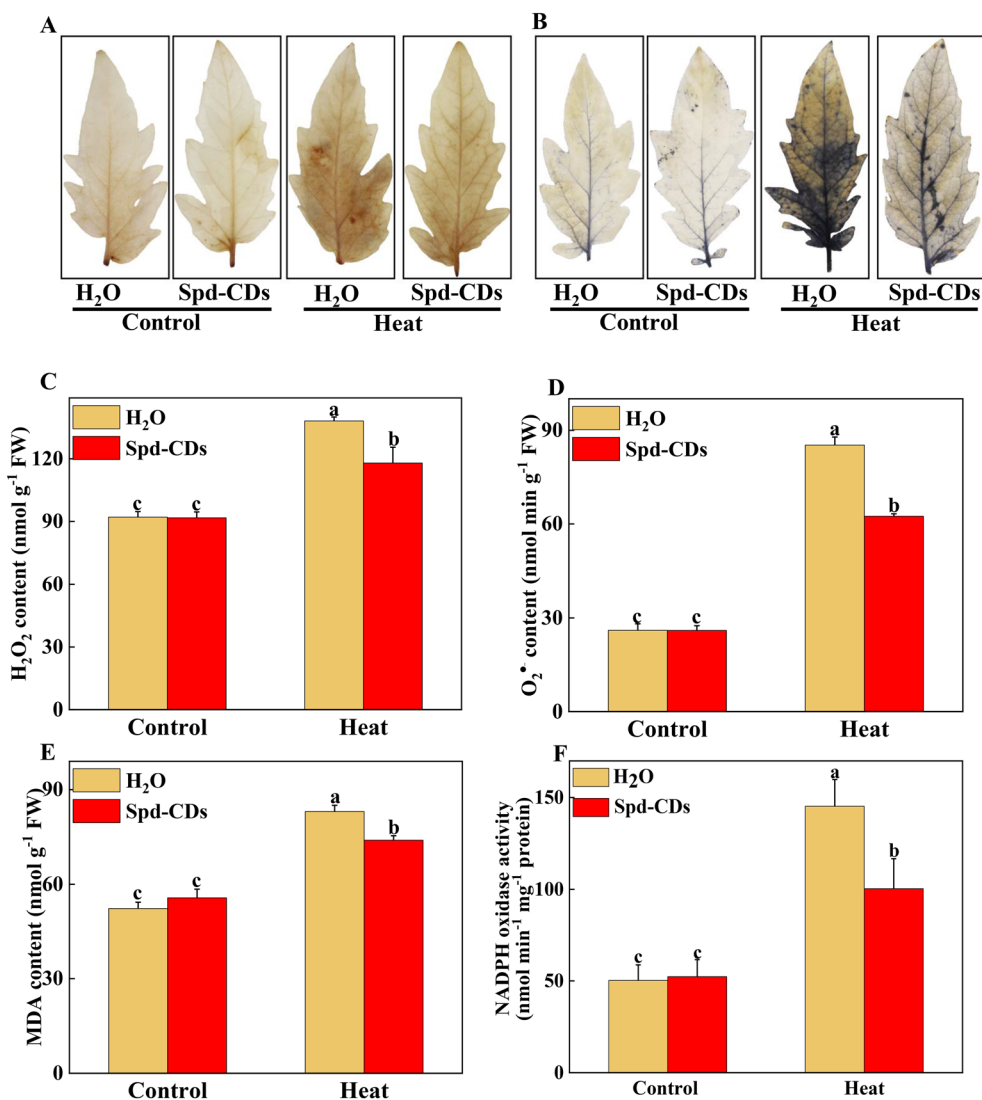 A
H₂O Spd-CDs H₂O Spd-CDs
Control Heat
B
H₂O Spd-CDs H₂O Spd-CDs
Control Heat
C
H₂O
Spd-CDs
H₂O₂ content (nmol g⁻¹ FW)
120
90
60
30
0
c c a b
Control Heat
D
H₂O
Spd-CDs
O₂•⁻ content (nmol min g⁻¹ FW)
90
60
30
0
c c a b
Control Heat
E
H₂O
Spd-CDs
MDA content (nmol g⁻¹ FW)
90
60
30
0
c c a b
Control Heat
F
H₂O
Spd-CDs
NADPH oxidase activity
(nmol min⁻¹ mg⁻¹ protein)
150
100
50
0
c c a b
Control Heat